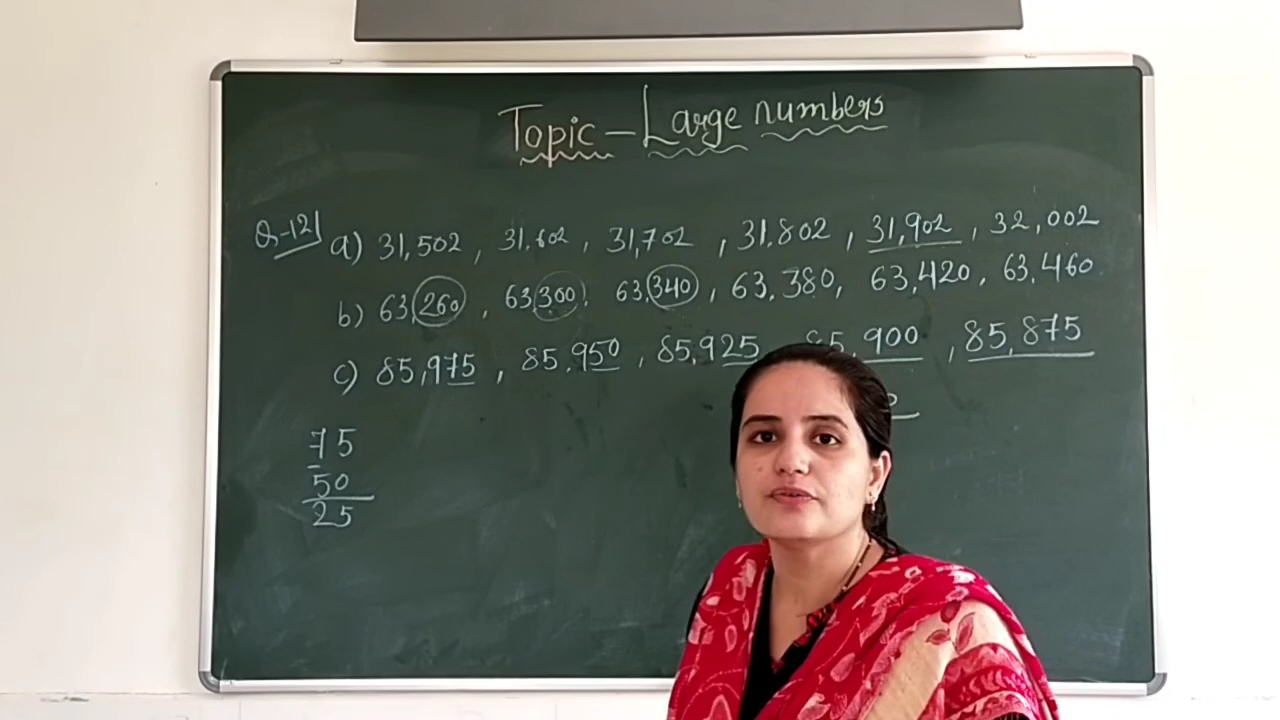 Topic - Large numbers
Q-12) a) 31,502 , 31,602 , 31,702 , 31,802 , 31,902 , 32,002
b) 63,260 , 63,300 , 63,340 , 63,380 , 63,420 , 63,460
c) 85,975 , 85,950 , 85,925 85,900 , 85,875
75
-
50
25